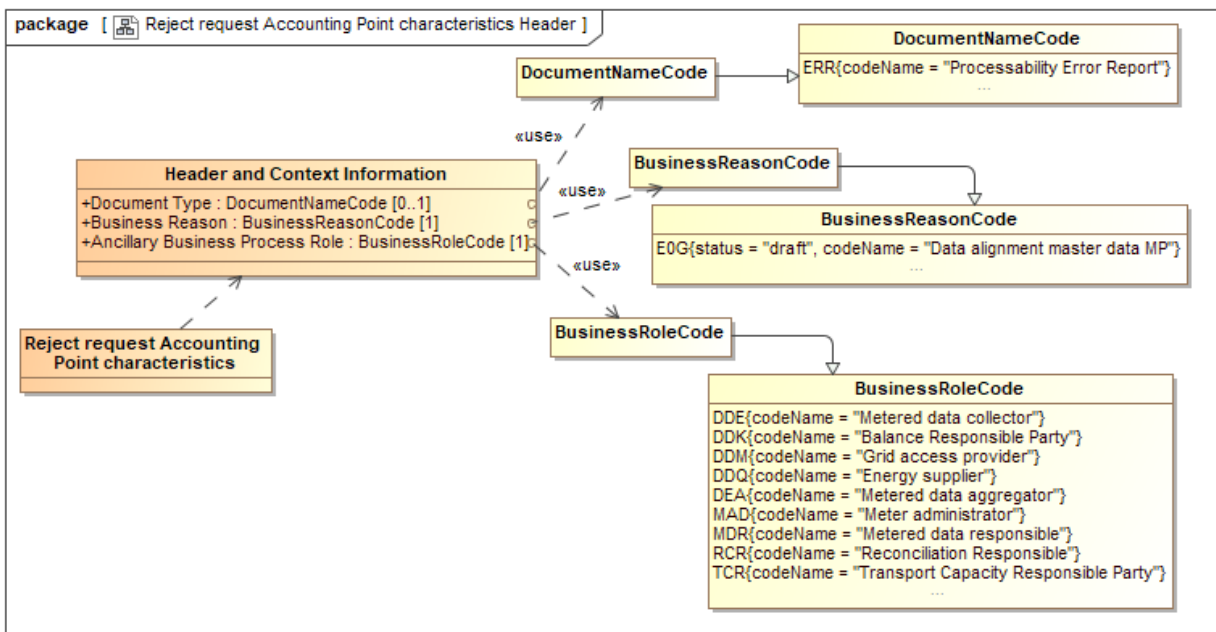 package [ Reject request Accounting Point characteristics Header ]
DocumentNameCode
DocumentNameCode
ERR{codeName = "Processability Error Report"}
...
«use»
Header and Context Information
+Document Type : DocumentNameCode [0..1]
+Business Reason : BusinessReasonCode [1]
+Ancillary Business Process Role : BusinessRoleCode [1]
«use»
BusinessReasonCode
BusinessReasonCode
E0G{status = "draft", codeName = "Data alignment master data MP"}
...
«use»
Reject request Accounting
Point characteristics
BusinessRoleCode
BusinessRoleCode
DDE{codeName = "Metered data collector"}
DDK{codeName = "Balance Responsible Party"}
DDM{codeName = "Grid access provider"}
DDQ{codeName = "Energy supplier"}
DEA{codeName = "Metered data aggregator"}
MAD{codeName = "Meter administrator"}
MDR{codeName = "Metered data responsible"}
RCR{codeName = "Reconciliation Responsible"}
TCR{codeName = "Transport Capacity Responsible Party"}
...